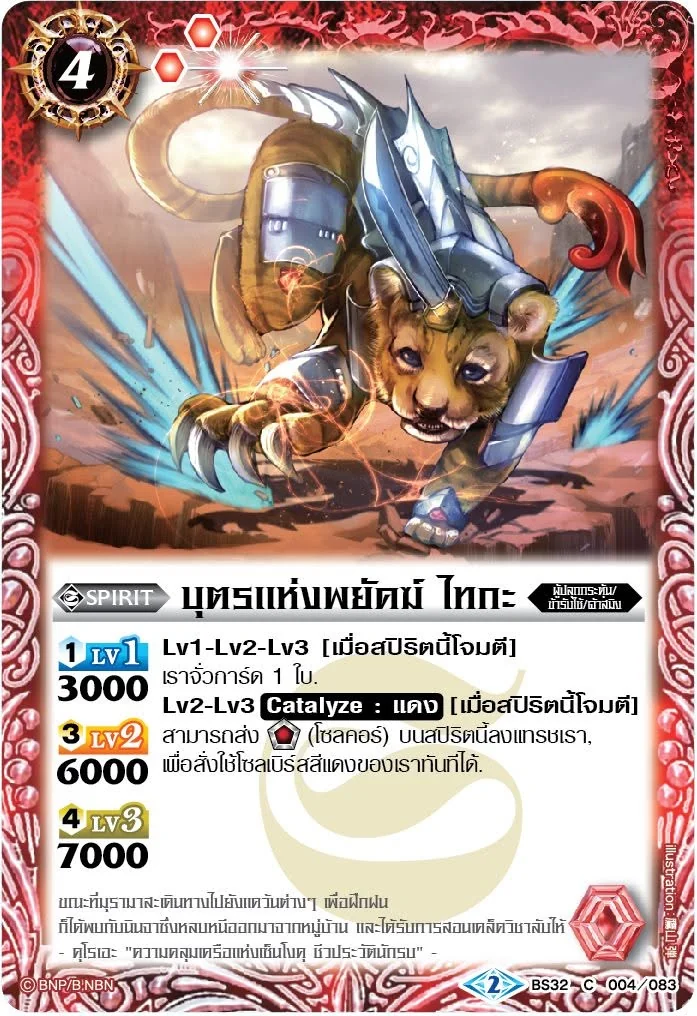 4
SPIRIT
บุตรแห่งพยัคฆ์ ไทกะ
ผู้ปลุกกระตุ้น/
ข้ารับใช้/เจ้าสมิง
1 LV1
3000
3 LV2
6000
4 LV3
7000
Lv1-Lv2-Lv3 [เมื่อสปิริตนี้โจมตี]
เราจั่วการ์ด 1 ใบ.
Lv2-Lv3 Catalyze : แดง [เมื่อสปิริตนี้โจมตี]
สามารถส่ง (โซลคอร์) บนสปิริตนี้ลงแทรชเรา,
เพื่อสั่งใช้โซลเบิร์สสีแดงของเราทันทีได้.
ขณะที่มุรามาสะเดินทางไปยังแคว้นต่างๆ เพื่อฝึกฝน
ก็ได้พบกับนินจาซึ่งหลบหนีออกมาจากหมู่บ้าน และได้รับการสอนเคล็ดวิชาลับให้
- คุโรเอะ "ความคลุมเครือแห่งเซ็นโงคุ ชีวประวัตินักรบ" -
illustration :
© BNP/B.NBN
2
BS32 C 004/083